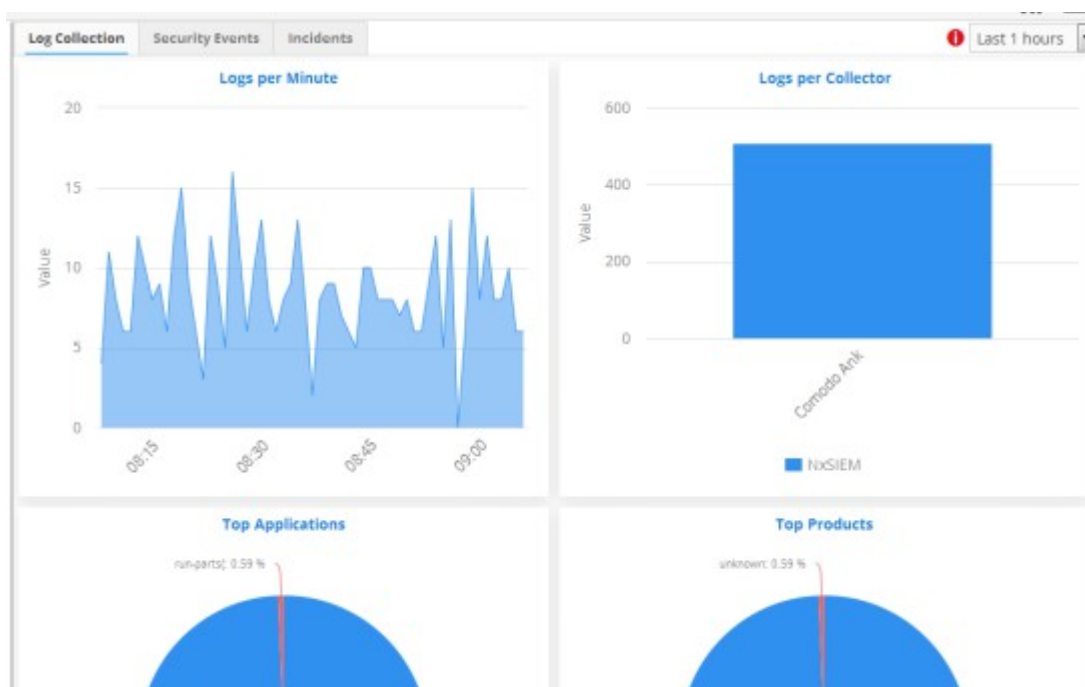 Log Collection Security Events Incidents Last 1 hours
Logs per Minute
20
15
10
5
0
Value
08:15 08:30 08:45 09:00
Logs per Collector
600
400
200
0
Value
Comodo Ank
NxSIEM
Top Applications
run-parts(: 0.59 %
Top Products
unknown: 0.59 %